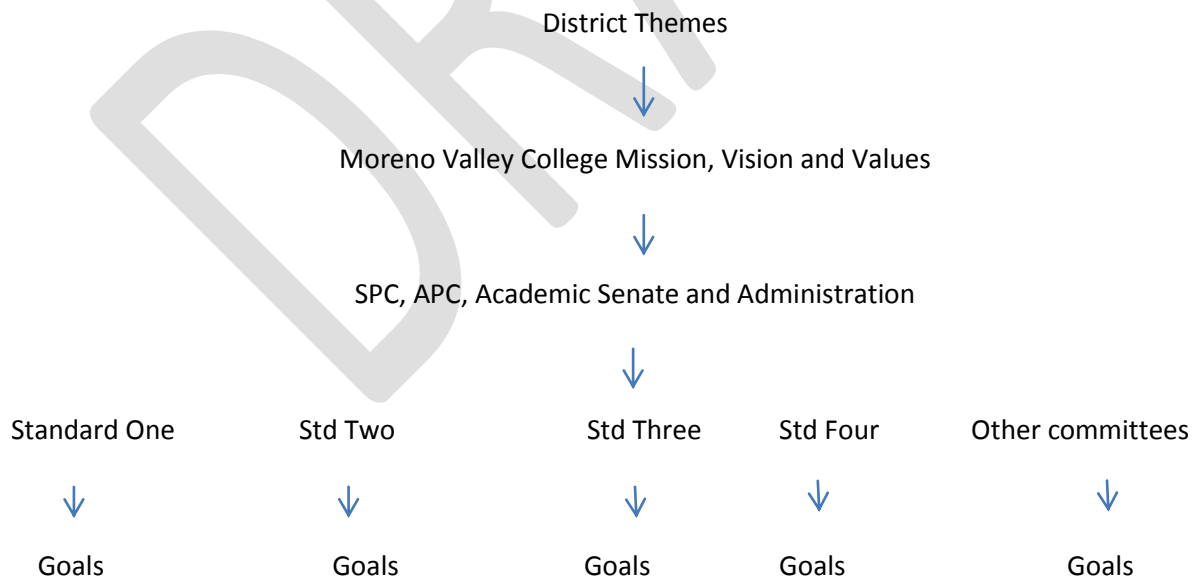 District Themes
Moreno Valley College Mission, Vision and Values
SPC, APC, Academic Senate and Administration
Standard One Std Two Std Three Std Four Other committees
Goals Goals Goals Goals Goals